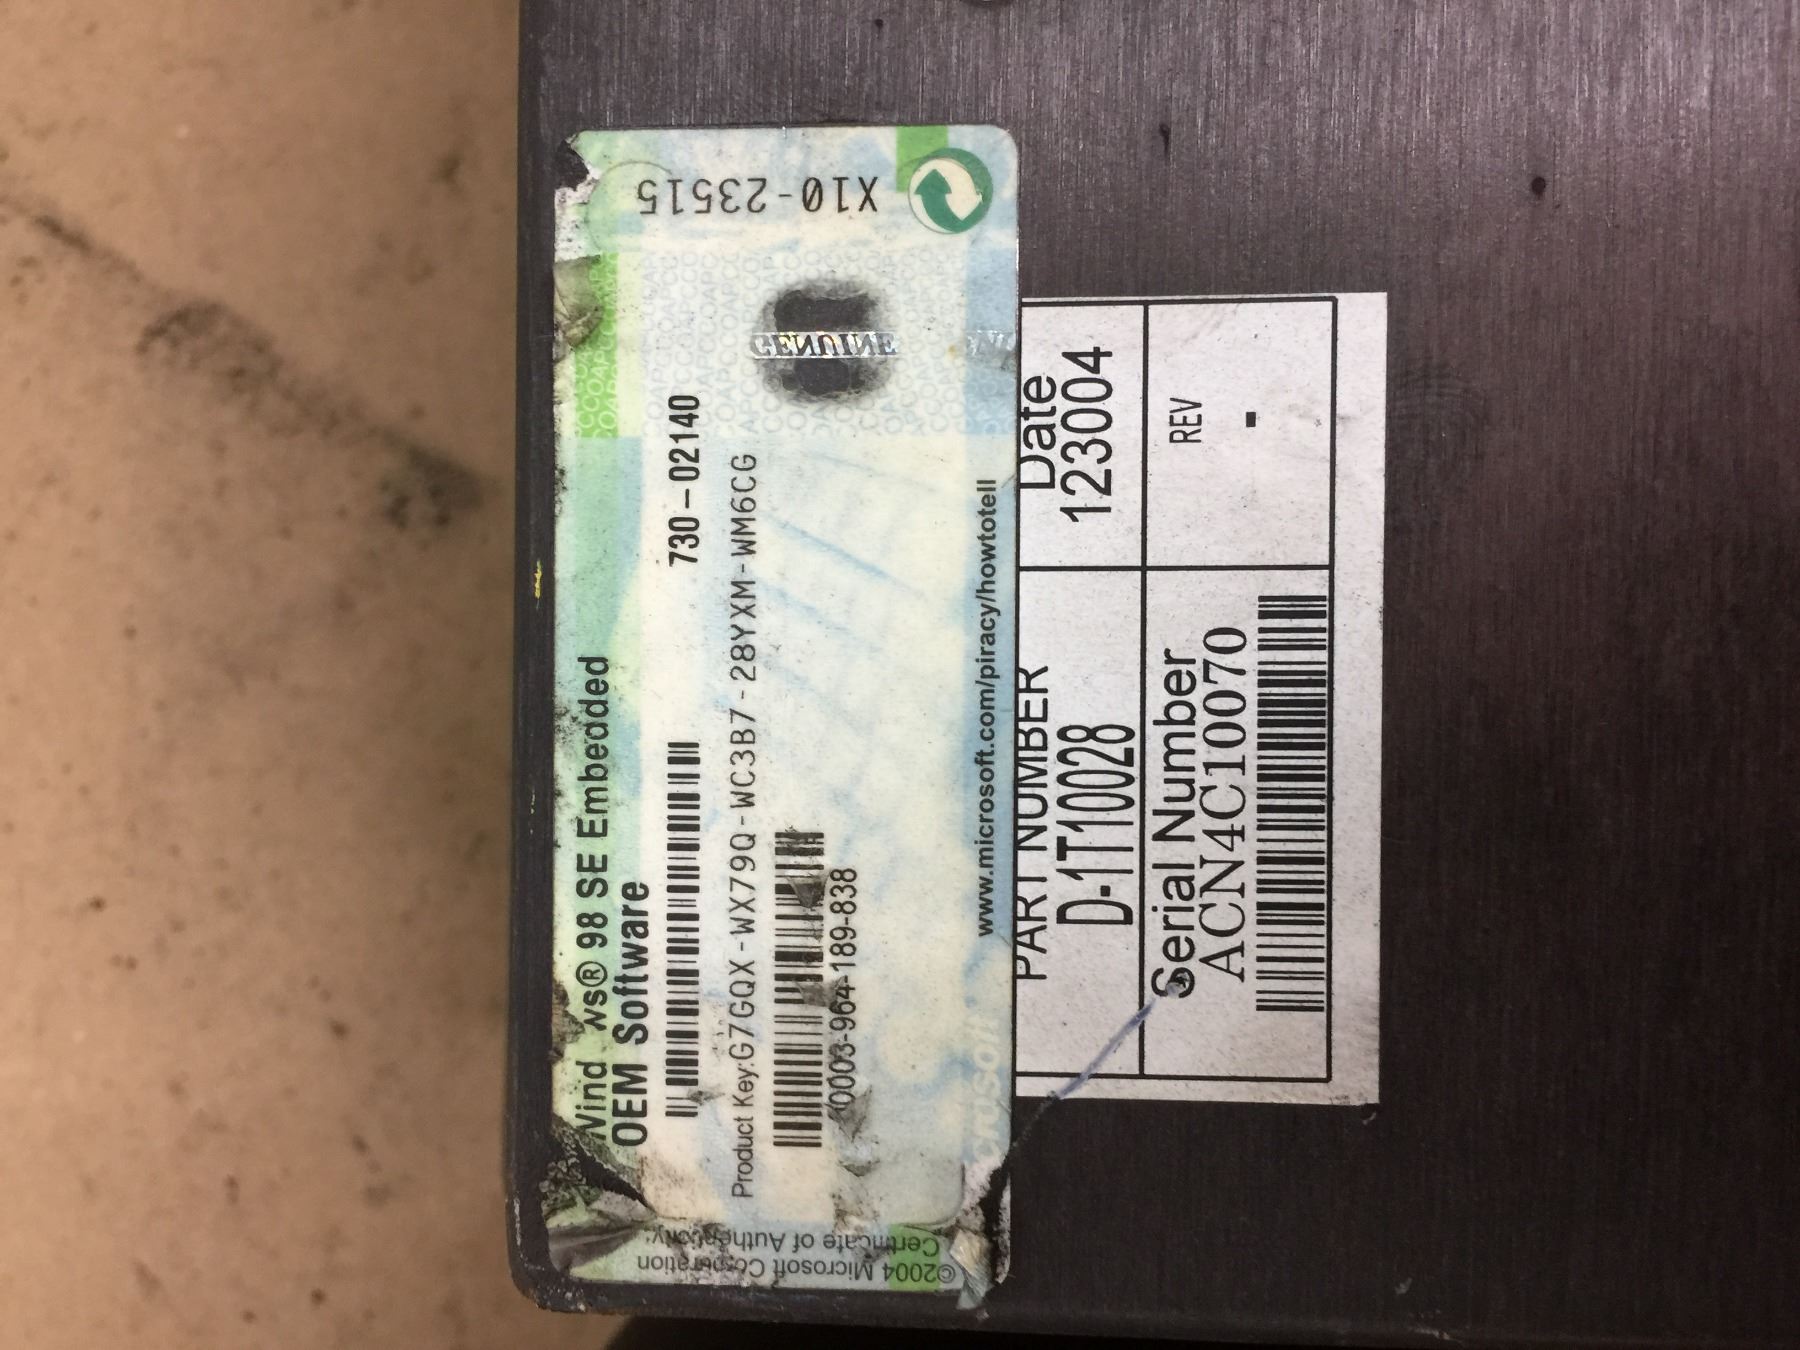 Wind ws® 98 SE Embedded
OEM Software
730-02140
Product Key:G7GQX-WX79Q-WC3B7-28YXM-WM6CG
00003-964-189-838
www.microsoft.com/piracy/howtotell
GENUINE
X10-23515
©2004 Microsoft Corporation
Certificate of Authenticity.
PART NUMBER
D-1T10028
Date
123004
Serial Number
ACN4C10070
REV
-